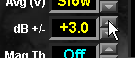 Avg (v) Slow
dB +/- +3.0
Mag Th Off